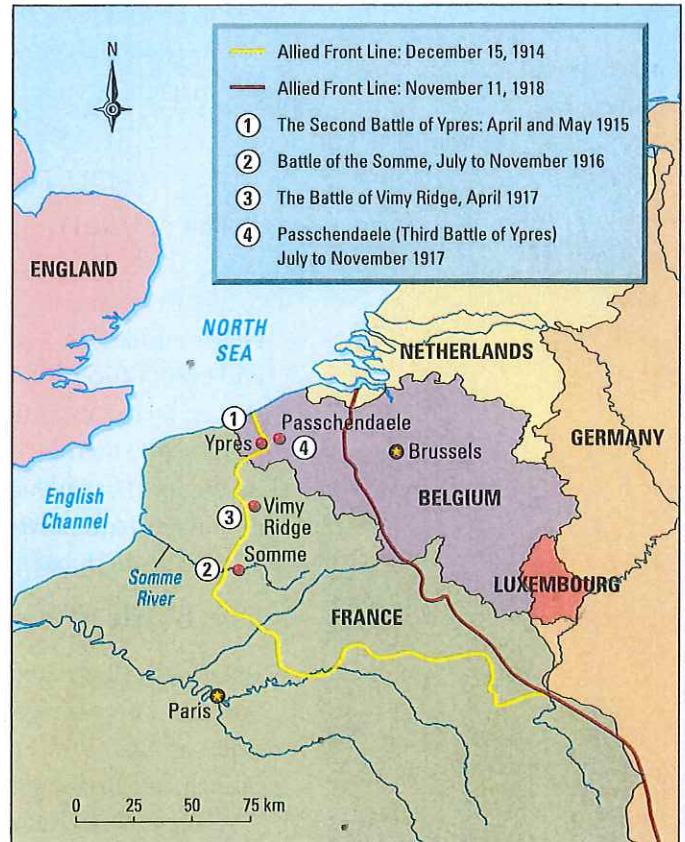 N
Allied Front Line: December 15, 1914
Allied Front Line: November 11, 1918
1 The Second Battle of Ypres: April and May 1915
2 Battle of the Somme, July to November 1916
3 The Battle of Vimy Ridge, April 1917
4 Passchendaele (Third Battle of Ypres)
July to November 1917
ENGLAND
NORTH
SEA
NETHERLANDS
GERMANY
1
Passchendaele
Ypres
4
Brussels
BELGIUM
English
Channel
3
Vimy
Ridge
2
Somme
Somme
River
LUXEMBOURG
FRANCE
Paris
0 25 50 75 km